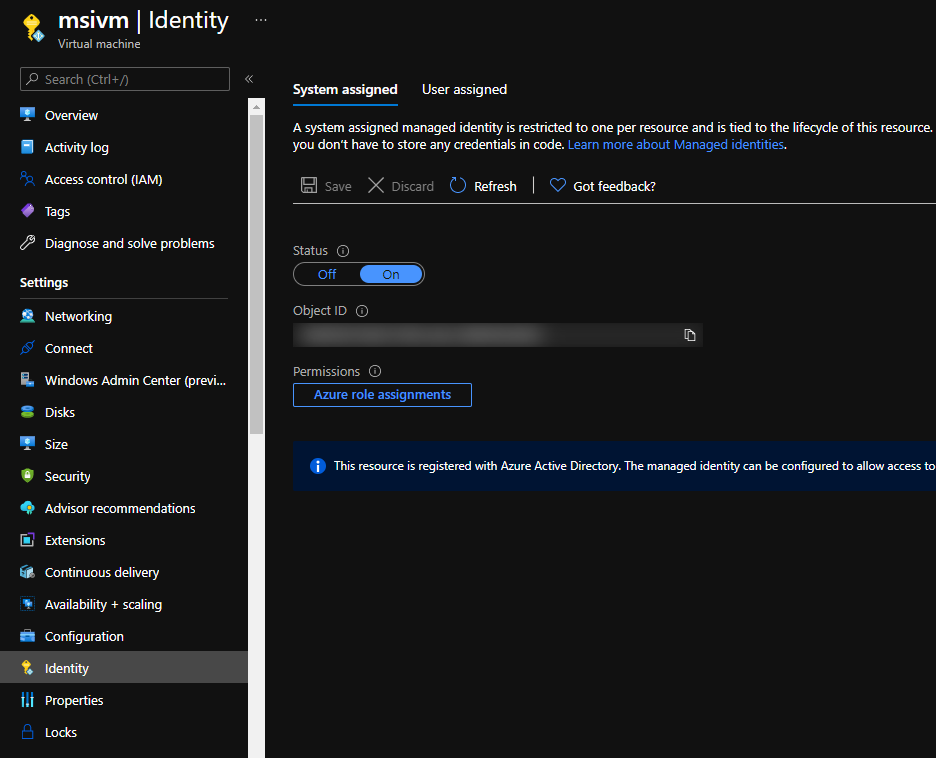 msivm | Identity ...
Virtual machine
Search (Ctrl+/)
«
Overview
Activity log
Access control (IAM)
Tags
Diagnose and solve problems
Settings
Networking
Connect
Windows Admin Center (previ...
Disks
Size
Security
Advisor recommendations
Extensions
Continuous delivery
Availability + scaling
Configuration
Identity
Properties
Locks
System assigned User assigned
A system assigned managed identity is restricted to one per resource and is tied to the lifecycle of this resource.
you don't have to store any credentials in code. Learn more about Managed identities.
Save Discard Refresh | Got feedback?
Status
Off On
Object ID
Permissions
Azure role assignments
This resource is registered with Azure Active Directory. The managed identity can be configured to allow access to